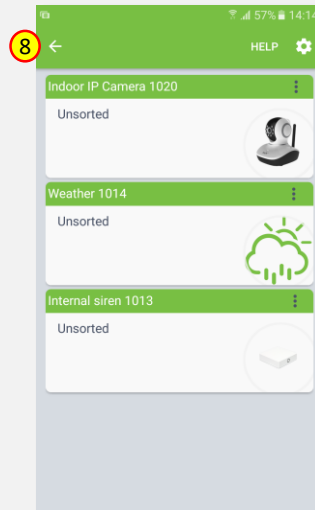 57% 14:14
8
HELP
Indoor IP Camera 1020
Unsorted
Weather 1014
Unsorted
Internal siren 1013
Unsorted